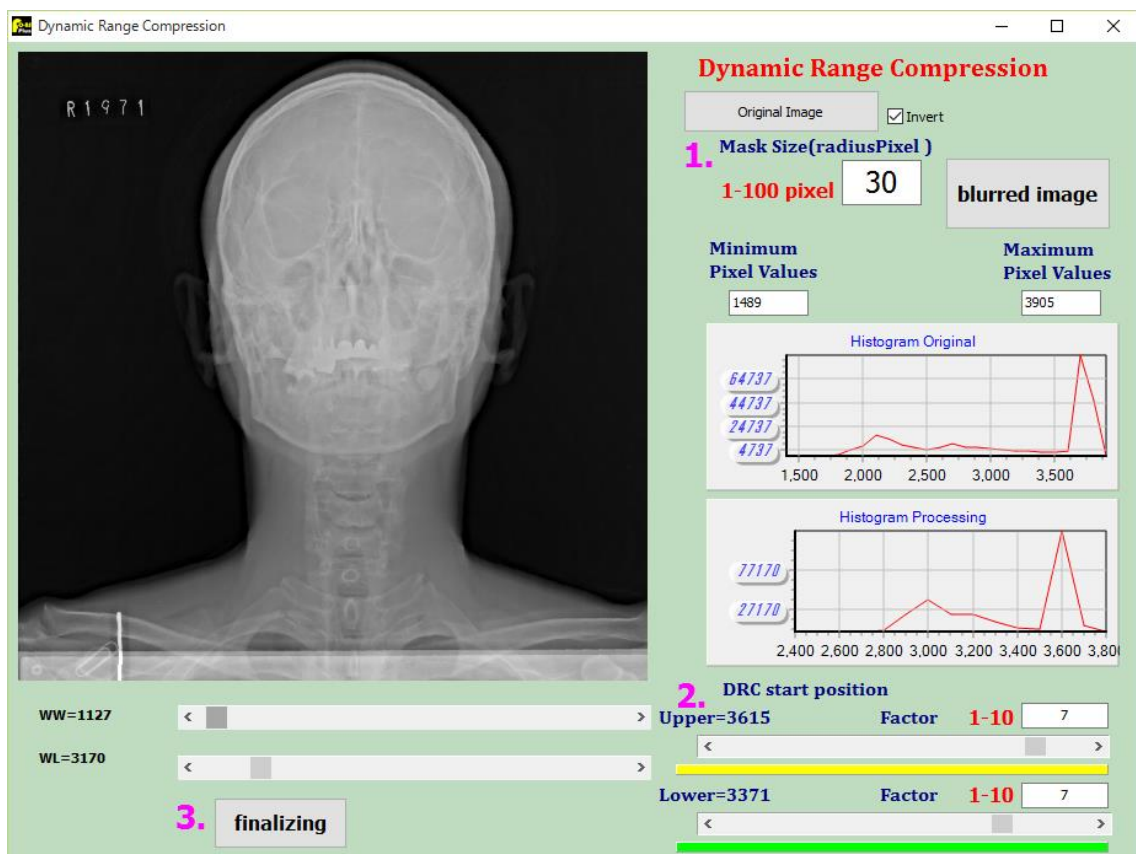 Dynamic Range Compression
R1971
Dynamic Range Compression
Original Image
Invert
1. Mask Size(radiusPixel )
1-100 pixel 30
blurred image
Minimum
Pixel Values
1489
Maximum
Pixel Values
3905
Histogram Original
64737
44737
24737
4737
1,500 2,000 2,500 3,000 3,500
Histogram Processing
77170
27170
2,400 2,600 2,800 3,000 3,200 3,400 3,600 3,80
2. DRC start position
Upper=3615 Factor 1-10 7
Lower=3371 Factor 1-10 7
WW=1127
WL=3170
3. finalizing